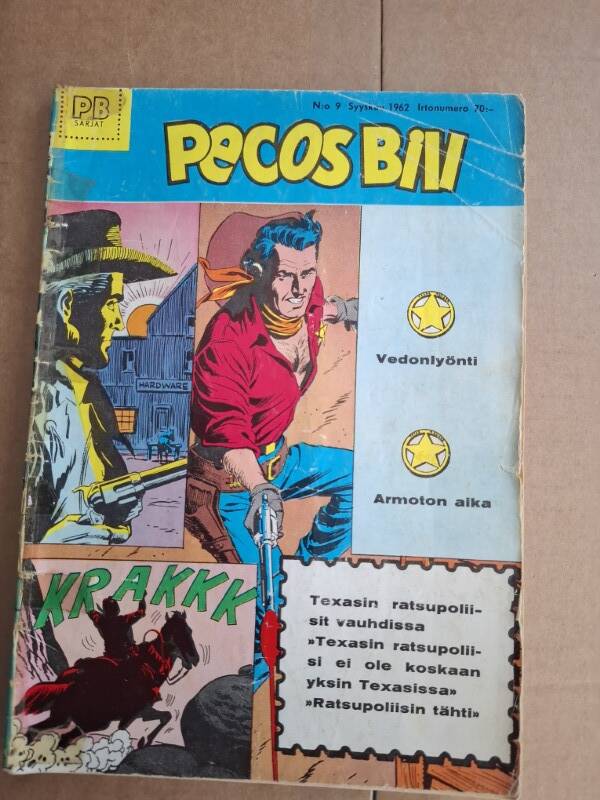 PB
SARJAT
N:o 9 Syyskuu 1962 Irtonumero 70:-
PECOS BILL
HARDWARE
Vedonlyönti
Armoton aika
KRAKKK
Texasin ratsupolii-
sit vauhdissa
»Texasin ratsupolii-
si ei ole koskaan
yksin Texasissa»
»Ratsupoliisin tähti»